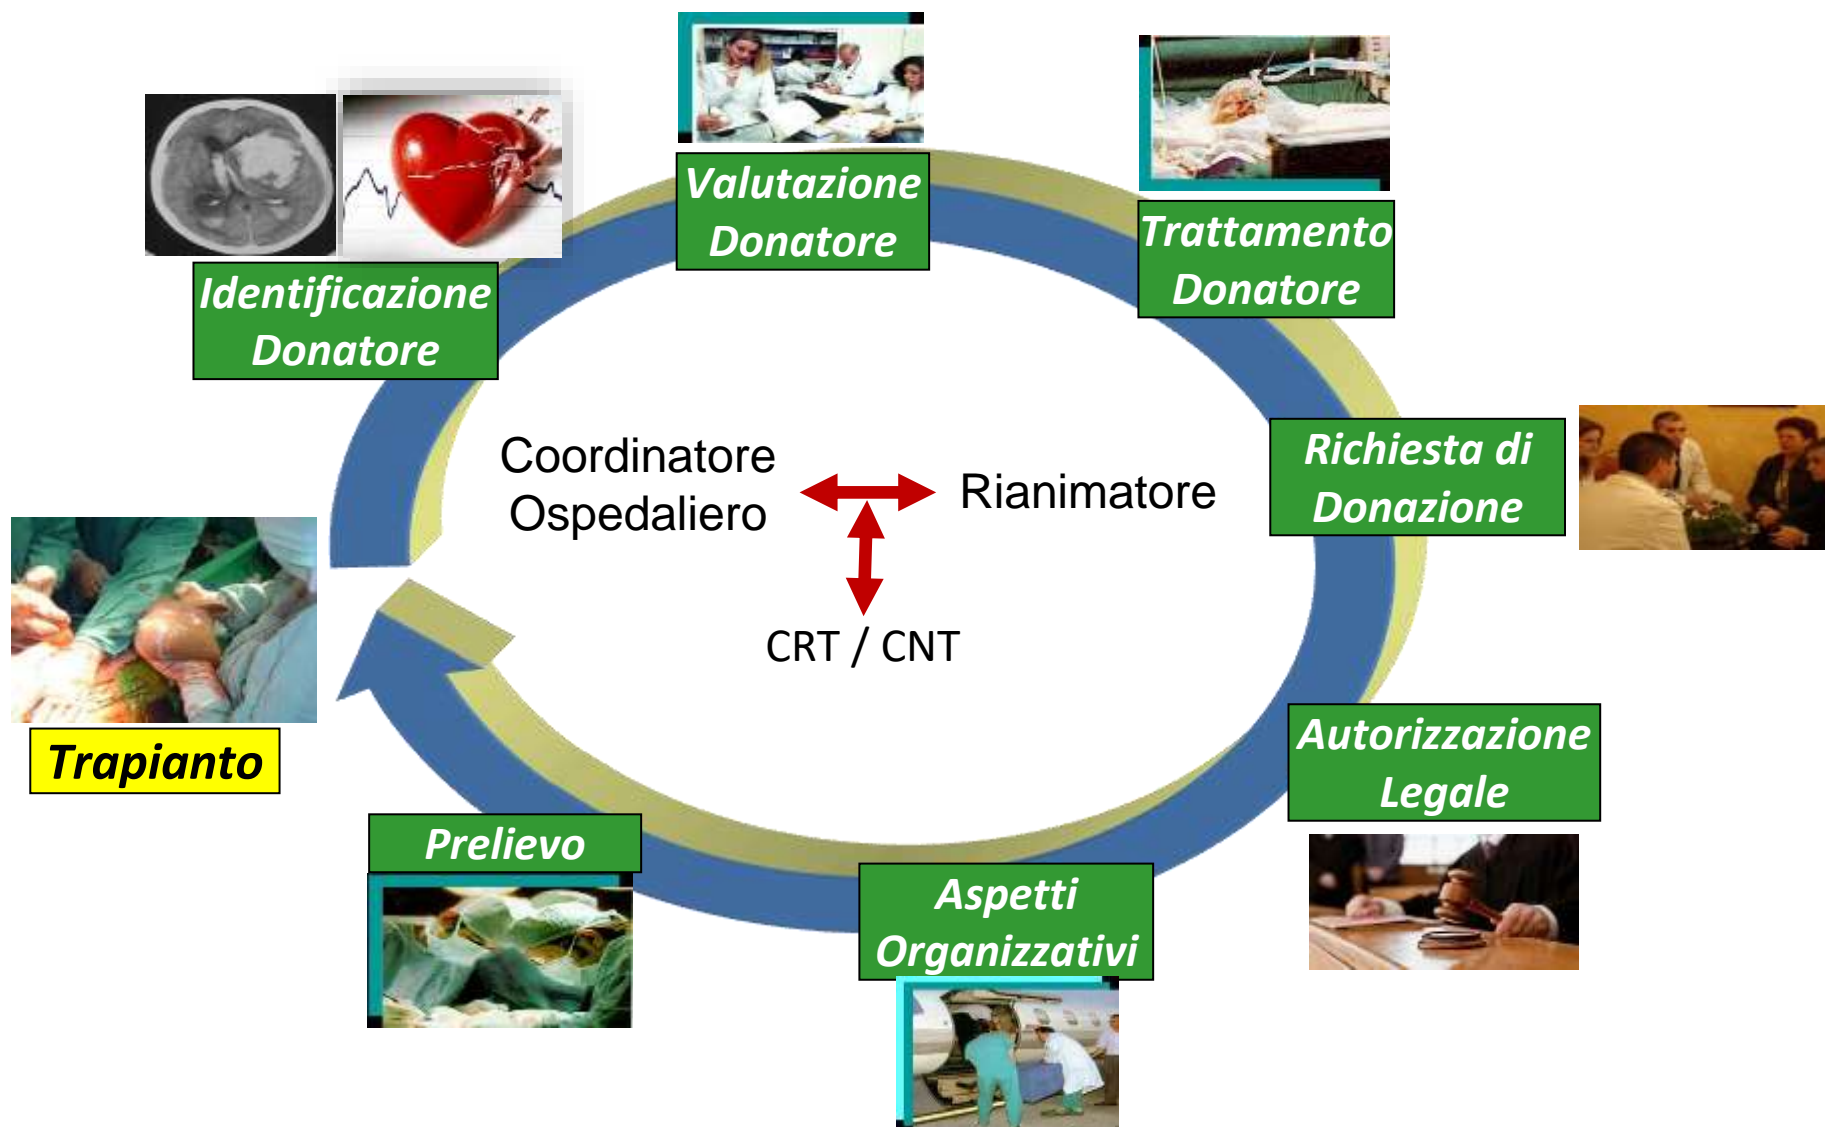 Valutazione
Donatore
Trattamento
Donatore
Identificazione
Donatore
Richiesta di
Donazione
Coordinatore
Ospedaliero
Rianimatore
CRT / CNT
Autorizzazione
Legale
Trapianto
Prelievo
Aspetti
Organizzativi